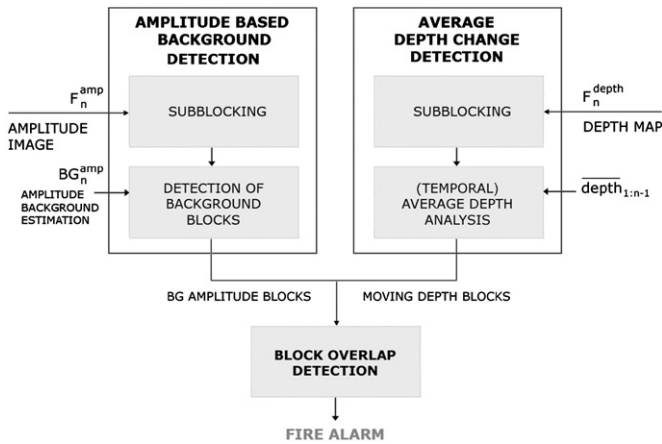 AMPLITUDE BASED
BACKGROUND
DETECTION
AVERAGE
DEPTH CHANGE
DETECTION
F_n^amp
AMPLITUDE
IMAGE
SUBBLOCKING
SUBBLOCKING
F_n^depth
DEPTH MAP
BG_n^amp
AMPLITUDE
BACKGROUND
ESTIMATION
DETECTION OF
BACKGROUND
BLOCKS
(TEMPORAL)
AVERAGE DEPTH
ANALYSIS
depth_1:n-1
BG AMPLITUDE BLOCKS
MOVING DEPTH BLOCKS
BLOCK OVERLAP
DETECTION
FIRE ALARM